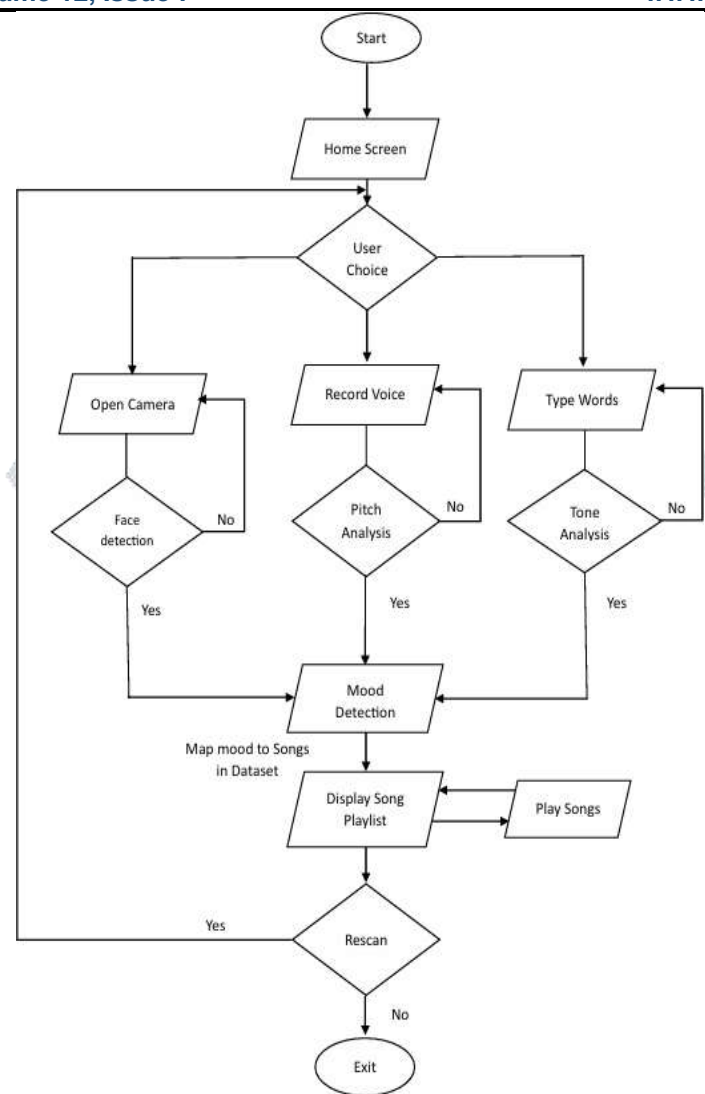 Start
Home Screen
User
Choice
Open Camera
Record Voice
Type Words
Face
detection
No
Pitch
Analysis
No
Tone
Analysis
No
Yes
Yes
Yes
Mood
Detection
Map mood to Songs
in Dataset
Display Song
Playlist
Play Songs
Yes
Rescan
No
Exit